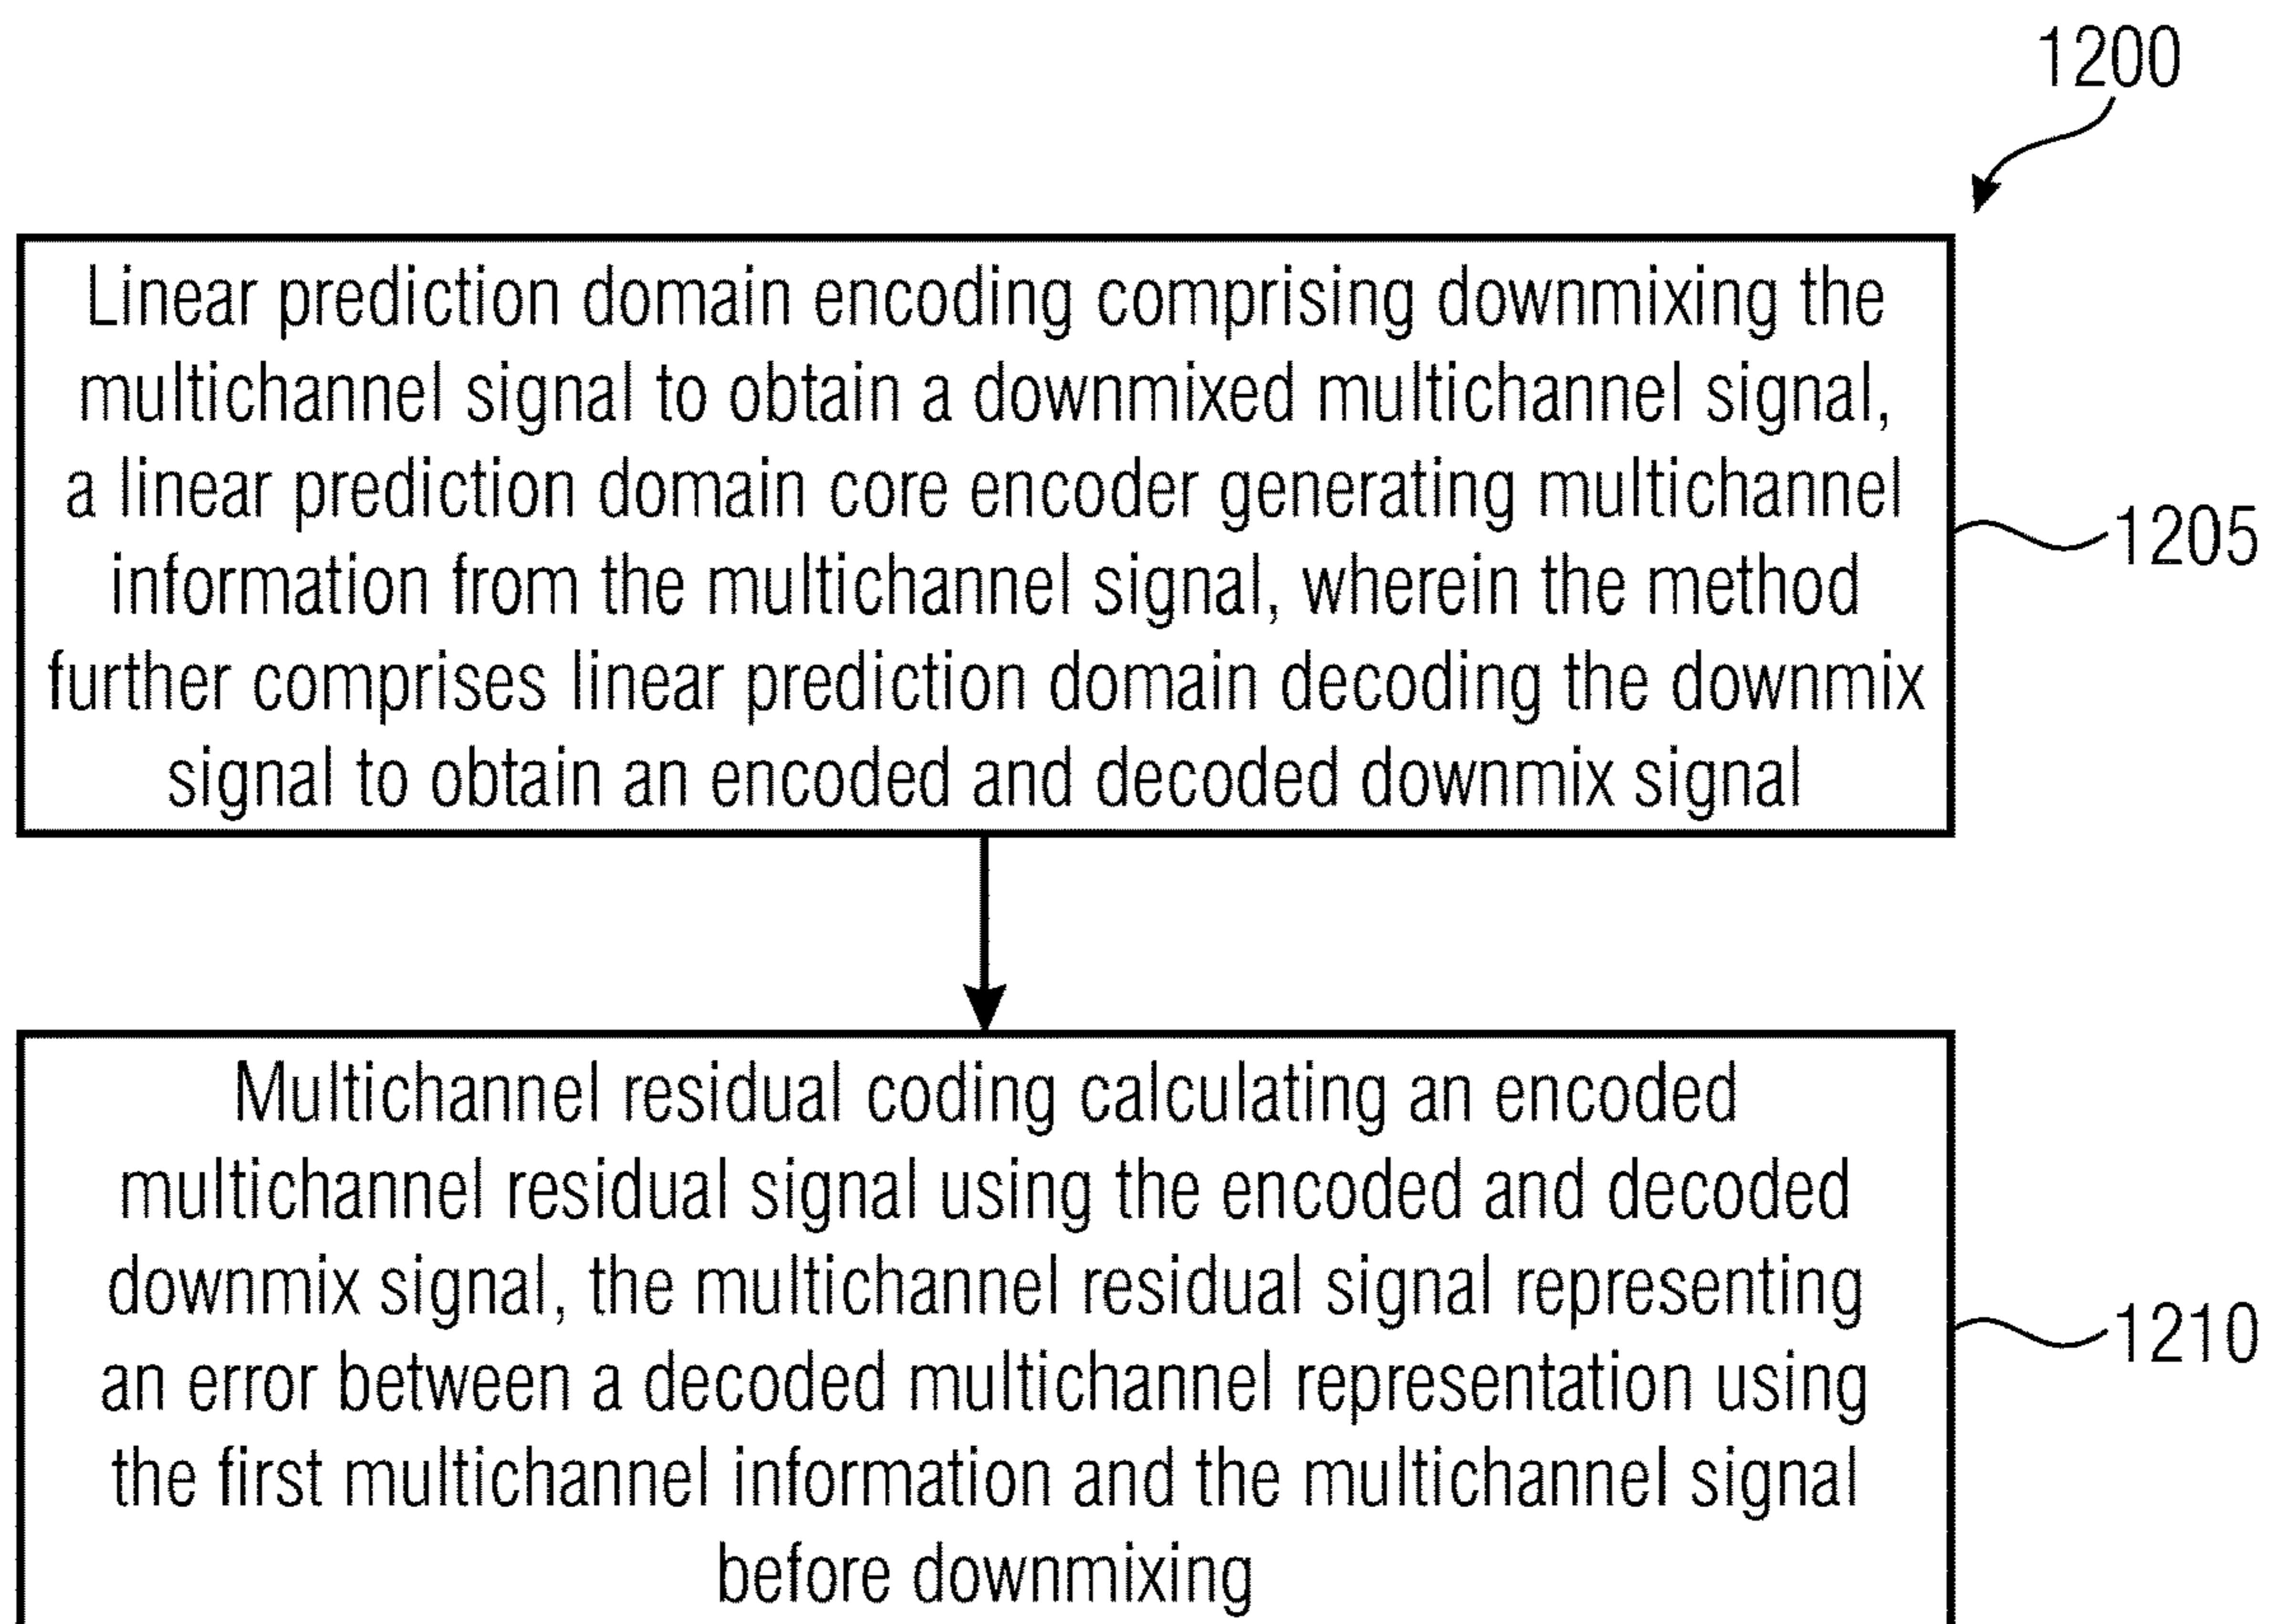 1200
Linear prediction domain encoding comprising downmixing the
multichannel signal to obtain a downmixed multichannel signal,
a linear prediction domain core encoder generating multichannel
information from the multichannel signal, wherein the method
further comprises linear prediction domain decoding the downmix
signal to obtain an encoded and decoded downmix signal
1205
Multichannel residual coding calculating an encoded
multichannel residual signal using the encoded and decoded
downmix signal, the multichannel residual signal representing
an error between a decoded multichannel representation using
the first multichannel information and the multichannel signal
before downmixing
1210